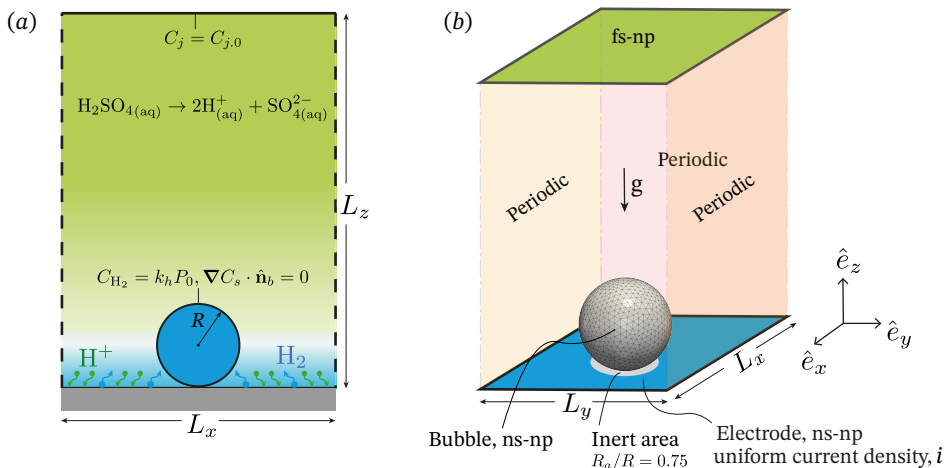 (a)
C_j = C_{j.0}
H₂SO₄(aq) → 2H⁺(aq) + SO₄²⁻(aq)
L_z
C_{H₂} = k_h P₀, ∇C_s · n̂_b = 0
R
H⁺
H₂
L_x
(b)
fs-np
Periodic
Periodic
Periodic
g
ê_z
ê_y
ê_x
L_x
L_y
Bubble, ns-np
Inert area
R_a/R = 0.75
Electrode, ns-np
uniform current density, i